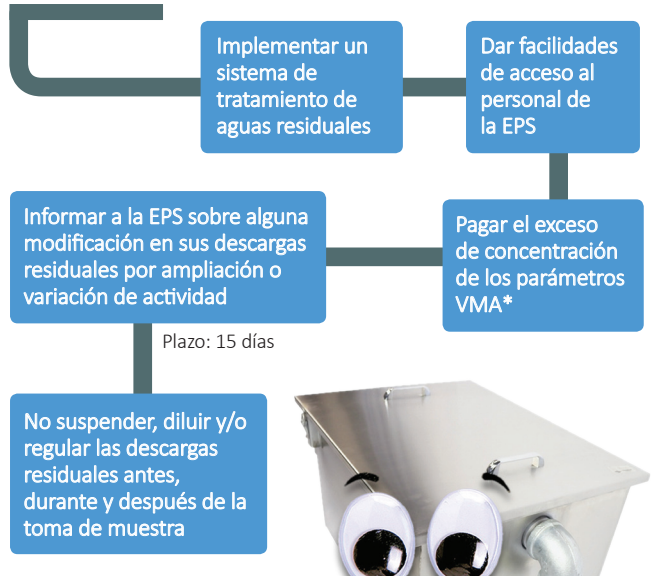 Implementar un
sistema de
tratamiento de
aguas residuales
Dar facilidades
de acceso al
personal de
la EPS
Pagar el exceso
de concentración
de los parámetros
VMA*
Informar a la EPS sobre alguna
modificación en sus descargas
residuales por ampliación o
variación de actividad
Plazo: 15 días
No suspender, diluir y/o
regular las descargas
residuales antes,
durante y después de la
toma de muestra